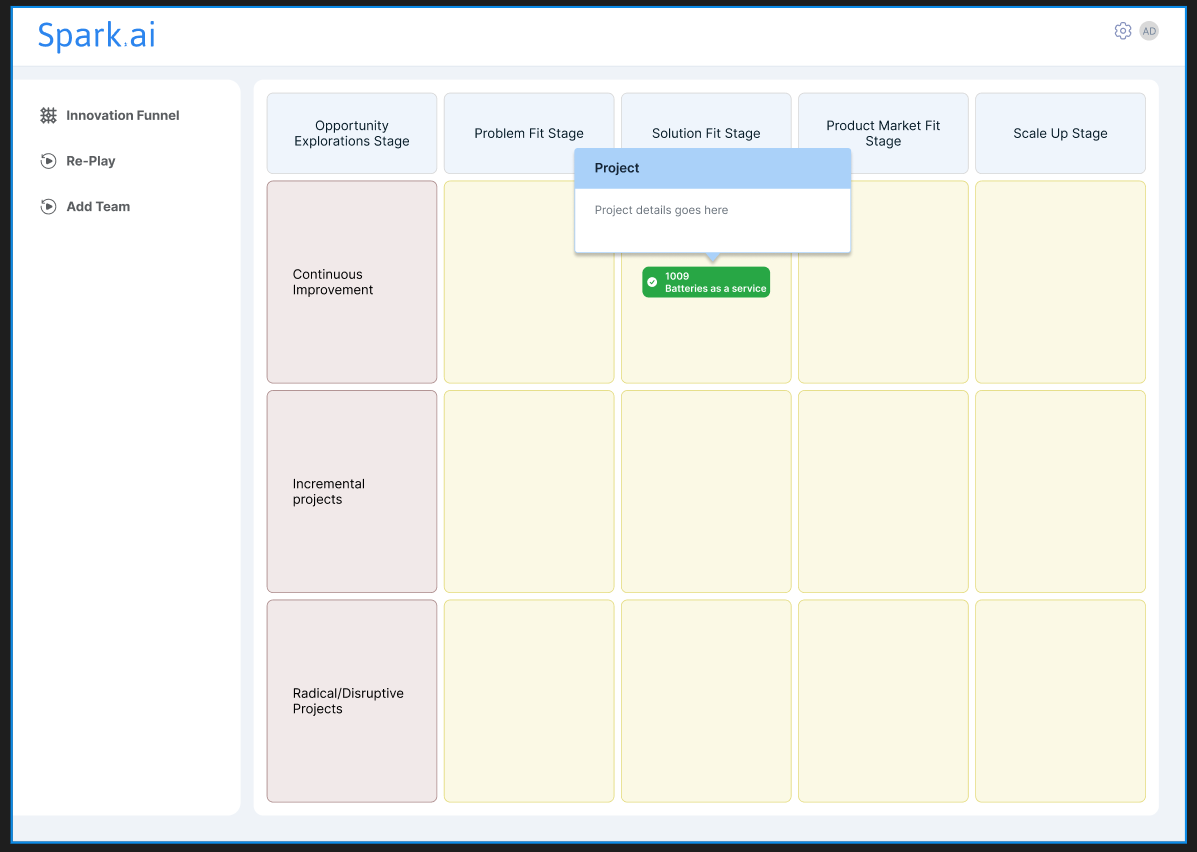 Spark.ai
AD
Innovation Funnel
Re-Play
Add Team
Opportunity
Explorations Stage
Problem Fit Stage
Solution Fit Stage
Product Market Fit
Stage
Scale Up Stage
Project
Project details goes here
1009
Batteries as a service
Continuous
Improvement
Incremental
projects
Radical/Disruptive
Projects